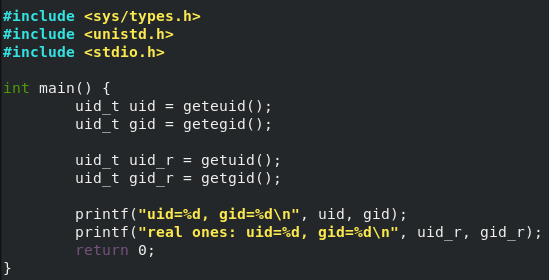 #include <sys/types.h>
#include <unistd.h>
#include <stdio.h>

int main() {
        uid_t uid = geteuid();
        uid_t gid = getegid();

        uid_t uid_r = getuid();
        uid_t gid_r = getgid();

        printf("uid=%d, gid=%d\n", uid, gid);
        printf("real ones: uid=%d, gid=%d\n", uid_r, gid_r);
        return 0;
}